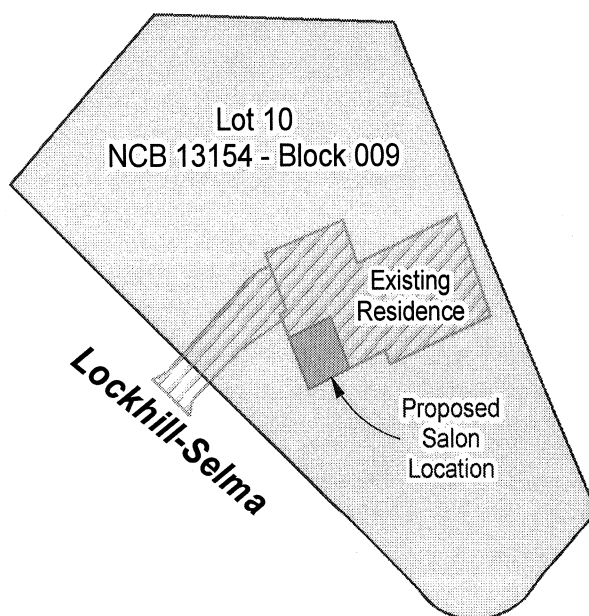 Lot 10
NCB 13154 - Block 009
Existing
Residence
Lockhill-Selma
Proposed
Salon
Location